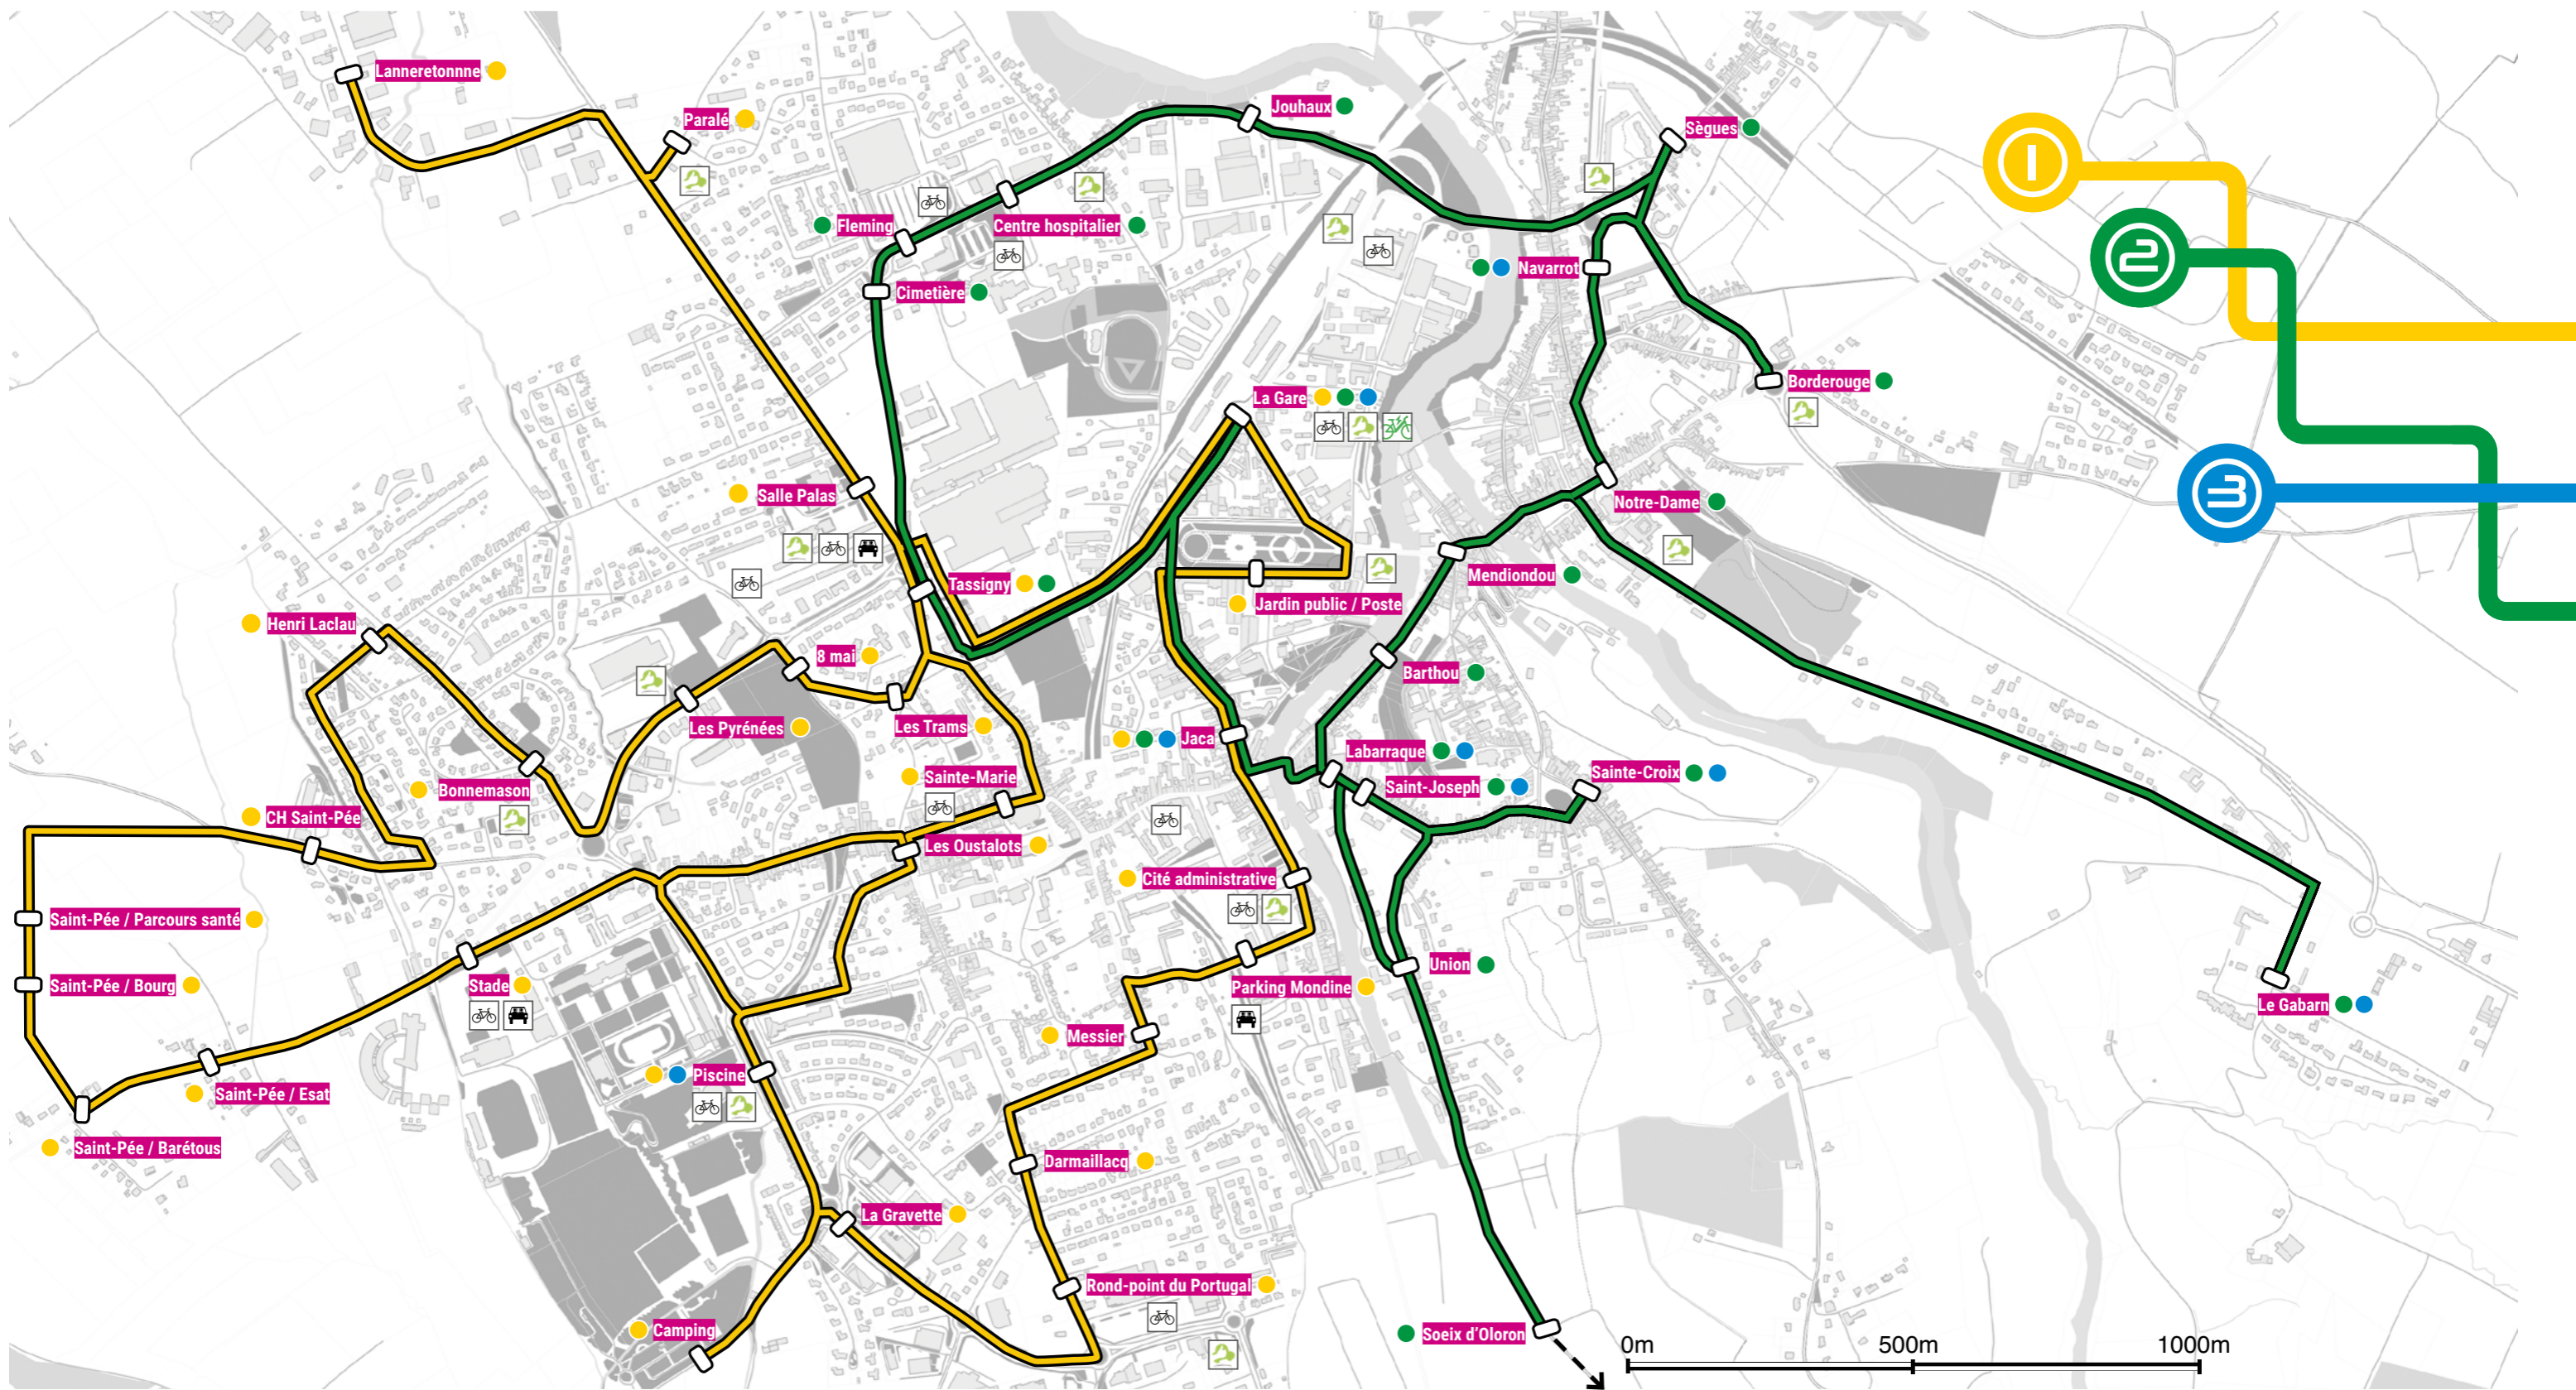 Lanneretonnne
Paralé
Jouhaux
Sègues
1
Fleming
Centre hospitalier
2
Navarrot
Cimetière
Borderouge
La Gare
Salle Palas
Notre-Dame
3
Tassigny
Mendiondou
Jardin public / Poste
Henri Laclau
8 mai
Barthou
Les Pyrénées
Les Trams
Jaca
Labarraque
Sainte-Marie
Sainte-Croix
Saint-Joseph
Bonnemason
CH Saint-Pée
Les Oustalots
Cité administrative
Saint-Pée / Parcours santé
Union
Saint-Pée / Bourg
Stade
Parking Mondine
Le Gabarn
Messier
Piscine
Saint-Pée / Esat
Saint-Pée / Barétous
Darmaillacq
La Gravette
Rond-point du Portugal
Camping
Soeix d'Oloron
0m
500m
1000m